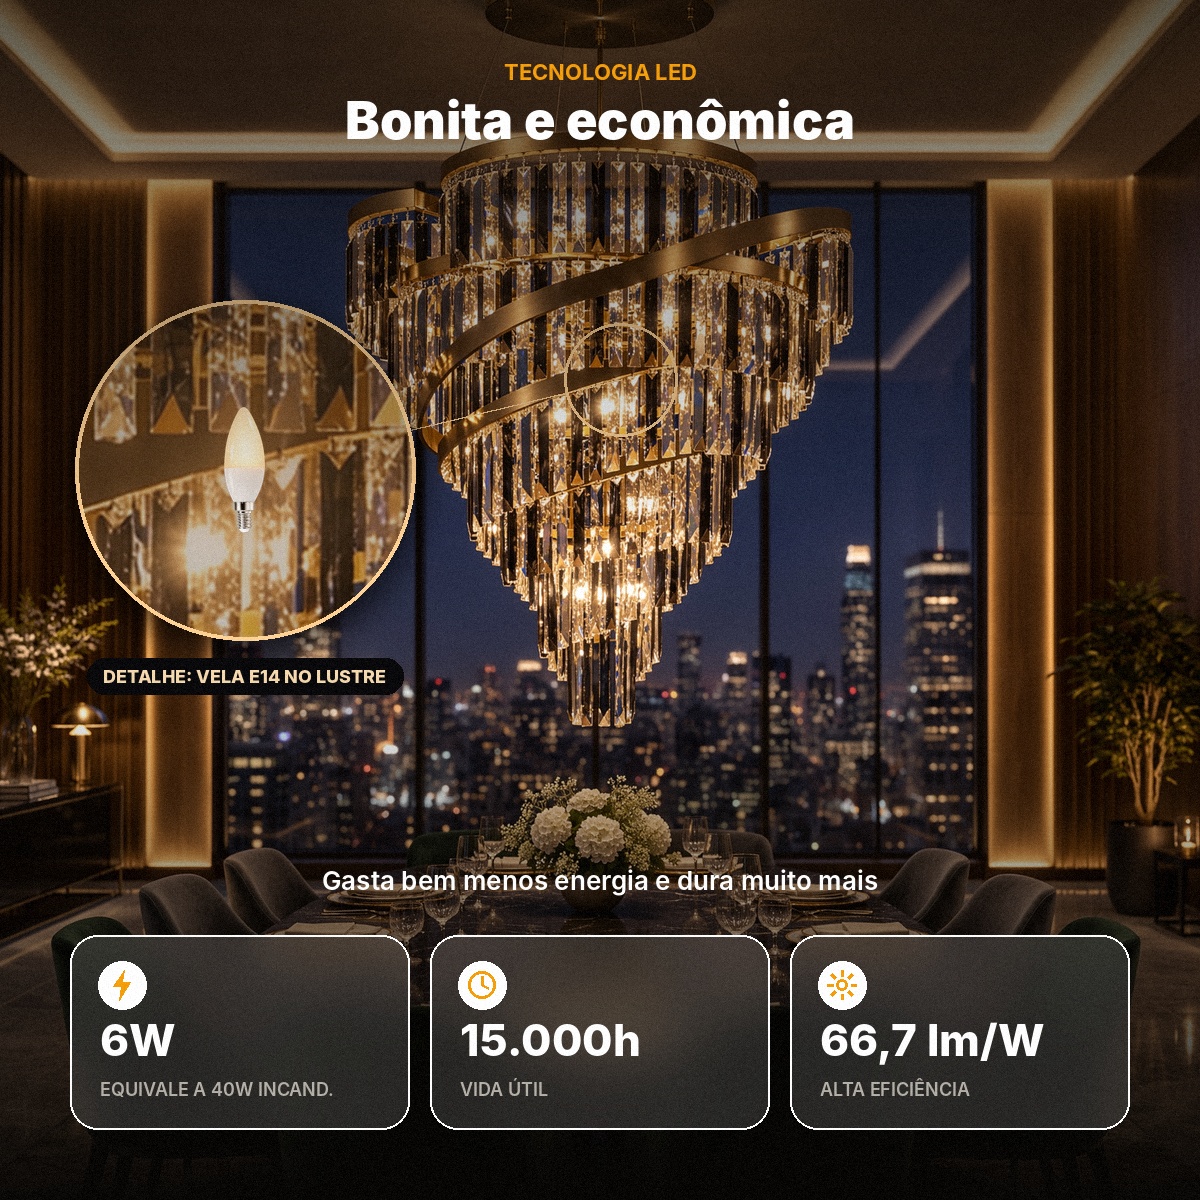 TECNOLOGIA LED
Bonita e econômica
DETALHE: VELA E14 NO LUSTRE
Gasta bem menos energia e dura muito mais
6W
EQUIVALE A 40W INCAND.
15.000h
VIDA ÚTIL
66,7 lm/W
ALTA EFICIÊNCIA